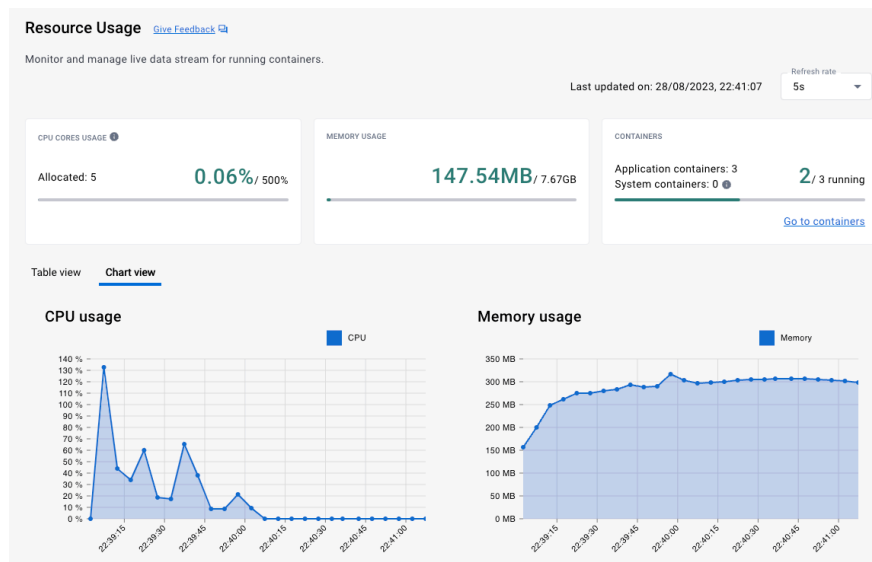 Resource Usage Give Feedback
Monitor and manage live data stream for running containers.
Refresh rate
Last updated on: 28/08/2023, 22:41:07 5s
CPU CORES USAGE
Allocated: 5 0.06%/ 500%
MEMORY USAGE
147.54MB/ 7.67GB
CONTAINERS
Application containers: 3
System containers: 0
2/ 3 running
Go to containers
Table view Chart view
CPU usage
CPU
140 %
130 %
120 %
110 %
100 %
90 %
80 %
70 %
60 %
50 %
40 %
30 %
20 %
10 %
0 %
22:39:15 22:39:30 22:39:45 22:40:00 22:40:15 22:40:30 22:40:45 22:41:00
Memory usage
Memory
350 MB
300 MB
250 MB
200 MB
150 MB
100 MB
50 MB
0 MB
22:39:15 22:39:30 22:39:45 22:40:00 22:40:15 22:40:30 22:40:45 22:41:00